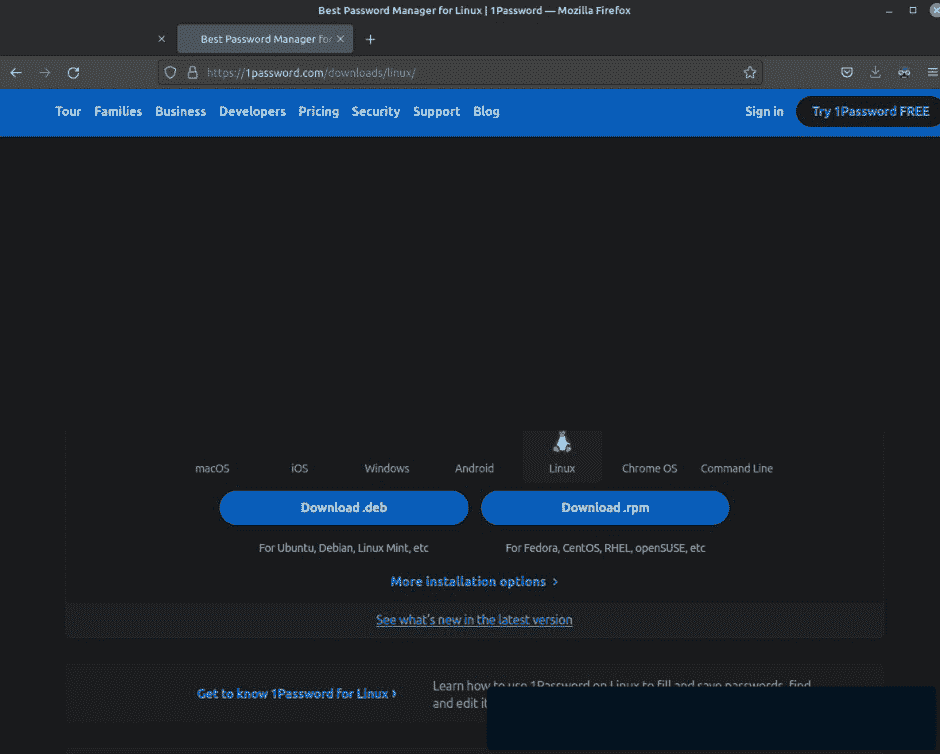 Best Password Manager for Linux | 1Password — Mozilla Firefox
Best Password Manager for
https://1password.com/downloads/linux/
Tour Families Business Developers Pricing Security Support Blog Sign in Try 1Password FREE
macOS iOS Windows Android Linux Chrome OS Command Line
Download .deb Download .rpm
For Ubuntu, Debian, Linux Mint, etc For Fedora, CentOS, RHEL, openSUSE, etc
More installation options >
See what's new in the latest version
Get to know 1Password for Linux >
Learn how to use 1Password on Linux to fill and save passwords, find
and edit